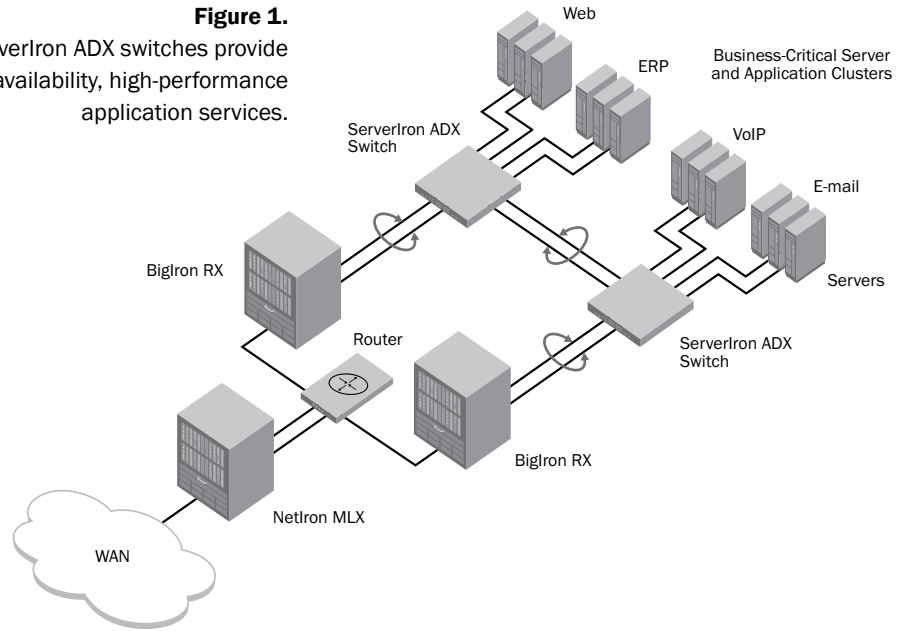 Figure 1.
verIron ADX switches provide
availability, high-performance
application services.
Web
ERP
Business-Critical Server
and Application Clusters
ServerIron ADX
Switch
VoIP
E-mail
Servers
BigIron RX
Router
ServerIron ADX
Switch
BigIron RX
NetIron MLX
WAN